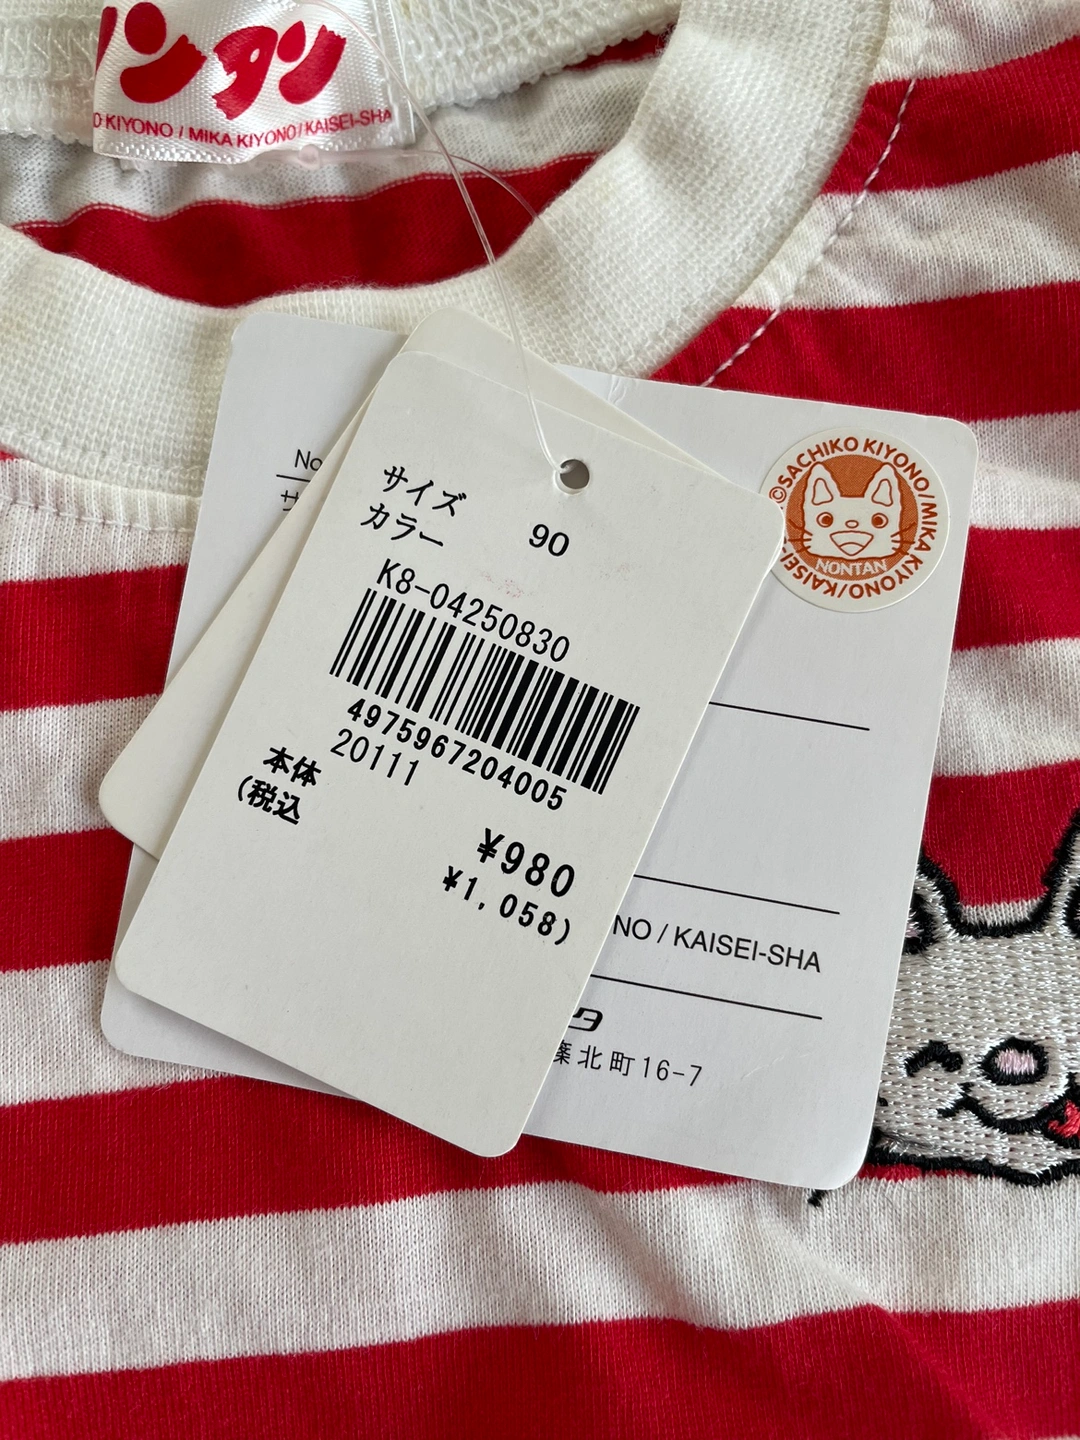 ンタン
O KIYONO / MIKA KIYONO/KAISEI-SHA
No
サイズ 90
カラー
K8-04250830
4975967204005
20111
本体 ¥980
(税込 ¥1,058)
©SACHIKO KIYONO/MIKA KIYONO/KAISEI-S
NONTAN
NO / KAISEI-SHA
タ
北町16-7